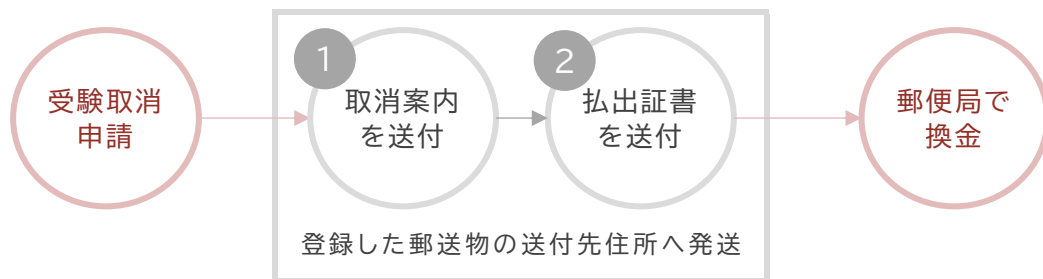 受験取消
申請
1
取消案内
を送付
2
払出証書
を送付
郵便局で
換金
登録した郵送物の送付先住所へ発送